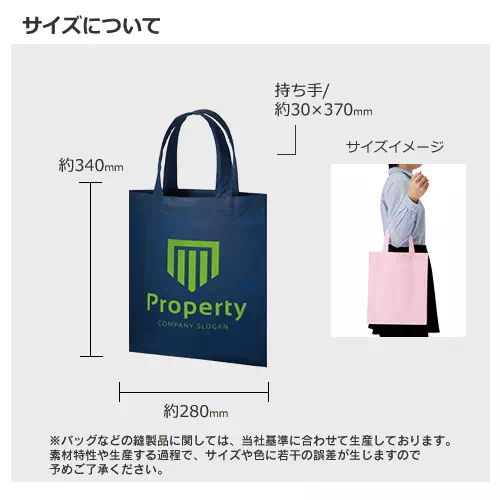 サイズについて
持ち手/
約30×370mm
サイズイメージ
約340mm
Property
COMPANY SLOGAN
約280mm
※バッグなどの縫製品に関しては、当社基準に合わせて生産しております。
素材特性や生産する過程で、サイズや色に若干の誤差が生じますので
予めご了承ください。